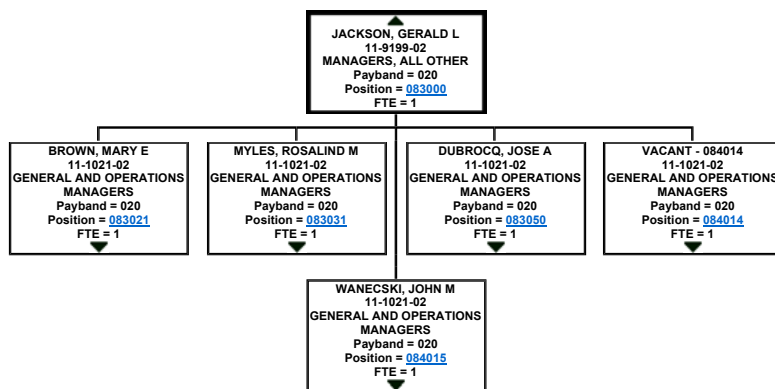 JACKSON, GERALD L
11-9199-02
MANAGERS, ALL OTHER
Payband = 020
Position = 083000
FTE = 1
BROWN, MARY E
11-1021-02
GENERAL AND OPERATIONS
MANAGERS
Payband = 020
Position = 083021
FTE = 1
MYLES, ROSALIND M
11-1021-02
GENERAL AND OPERATIONS
MANAGERS
Payband = 020
Position = 083031
FTE = 1
DUBROCQ, JOSE A
11-1021-02
GENERAL AND OPERATIONS
MANAGERS
Payband = 020
Position = 083050
FTE = 1
VACANT - 084014
11-1021-02
GENERAL AND OPERATIONS
MANAGERS
Payband = 020
Position = 084014
FTE = 1
WANECSKI, JOHN M
11-1021-02
GENERAL AND OPERATIONS
MANAGERS
Payband = 020
Position = 084015
FTE = 1